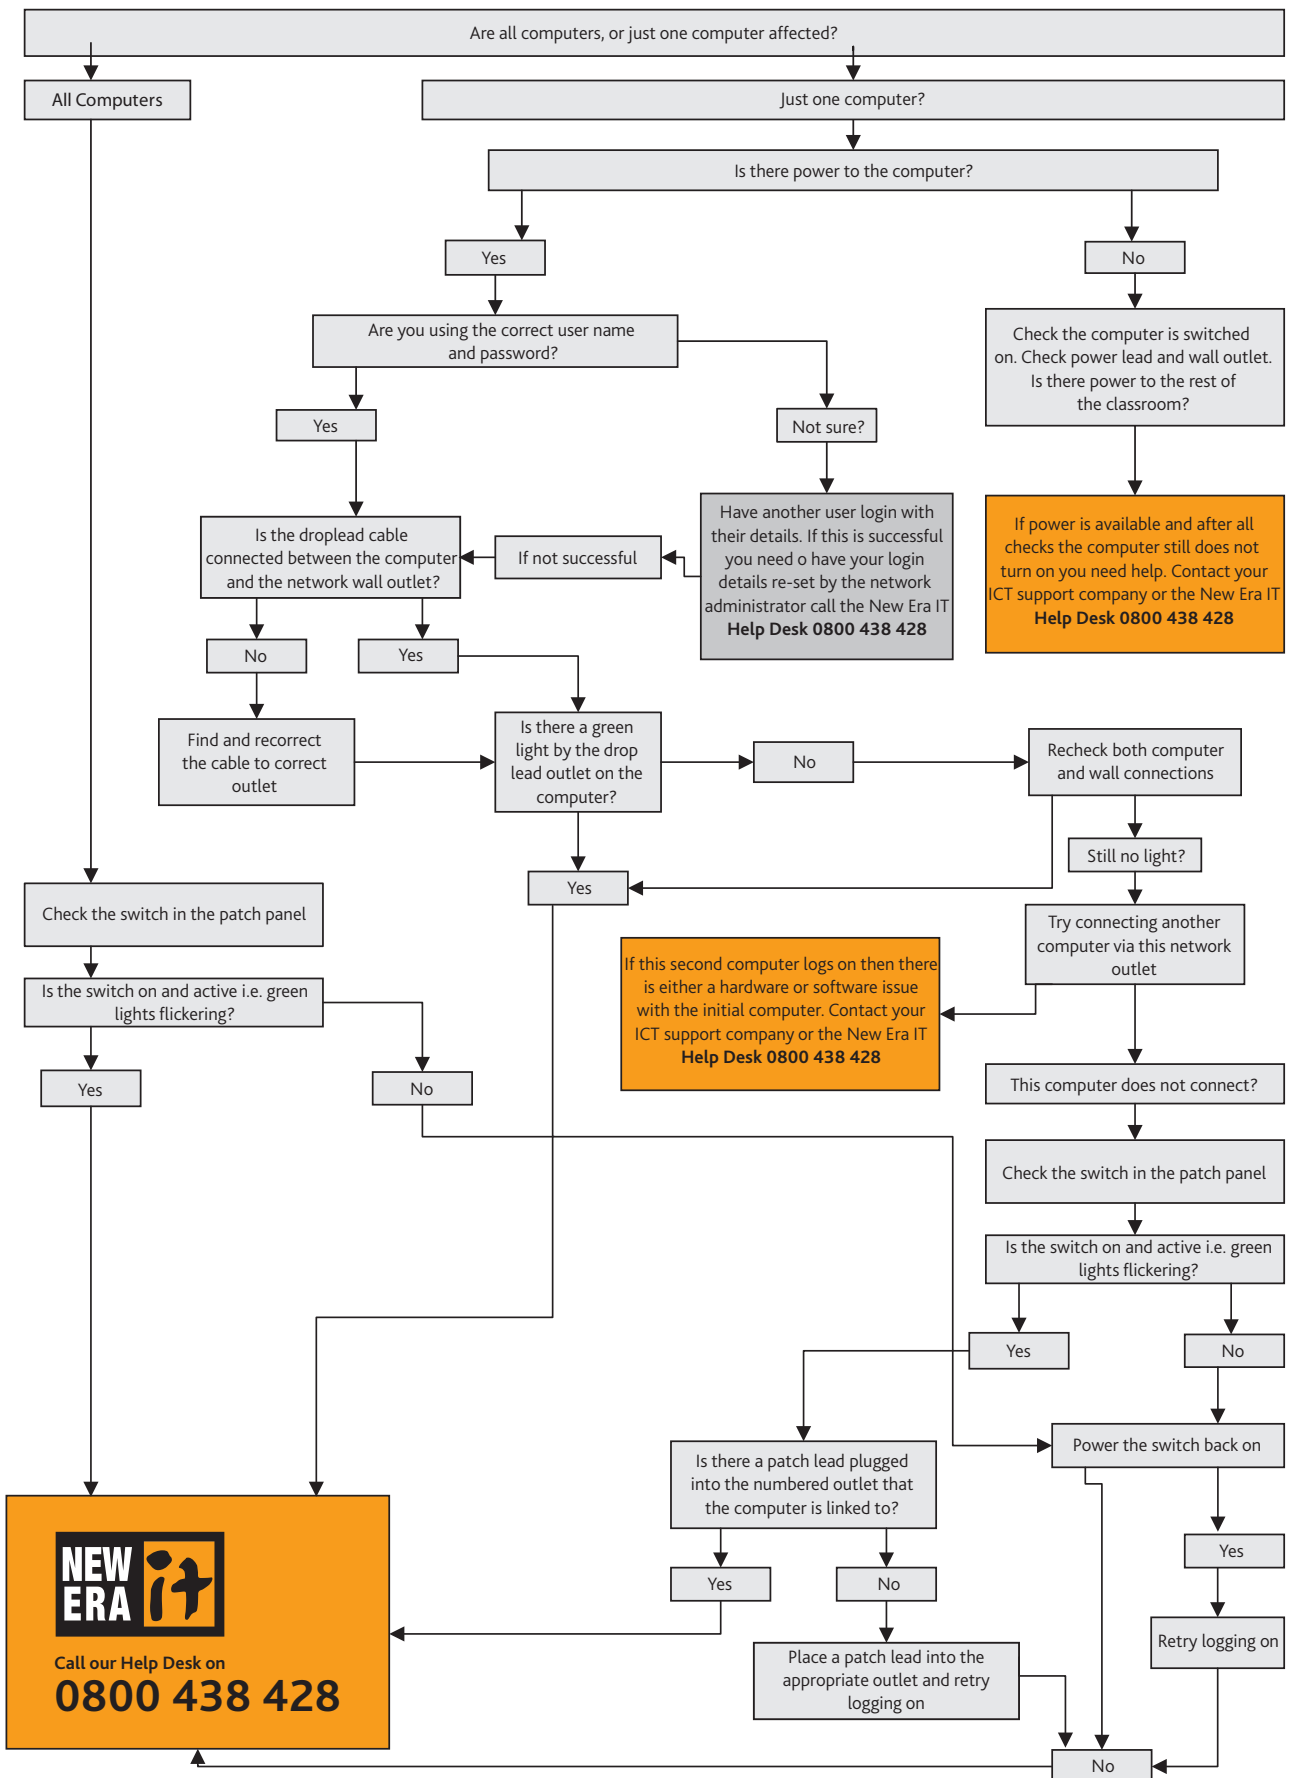 Are all computers, or just one computer affected?
All Computers
Just one computer?
Is there power to the computer?
Yes
No
Are you using the correct user name
and password?
Check the computer is switched
on. Check power lead and wall outlet.
Is there power to the rest of
the classroom?
Yes
Not sure?
Have another user login with
their details. If this is successful
you need o have your login
details re-set by the network
administrator call the New Era IT
Help Desk 0800 438 428
If power is available and after all
checks the computer still does not
turn on you need help. Contact your
ICT support company or the New Era IT
Help Desk 0800 438 428
Is the droplead cable
connected between the computer
and the network wall outlet?
If not successful
No
Yes
Find and recorrect
the cable to correct
outlet
Is there a green
light by the drop
lead outlet on the
computer?
No
Recheck both computer
and wall connections
Still no light?
Yes
Check the switch in the patch panel
Try connecting another
computer via this network
outlet
If this second computer logs on then there
is either a hardware or software issue
with the initial computer. Contact your
ICT support company or the New Era IT
Help Desk 0800 438 428
Is the switch on and active i.e. green
lights flickering?
Yes
No
This computer does not connect?
Check the switch in the patch panel
Is the switch on and active i.e. green
lights flickering?
Yes
No
Is there a patch lead plugged
into the numbered outlet that
the computer is linked to?
Power the switch back on
Yes
No
Yes
Place a patch lead into the
appropriate outlet and retry
logging on
Retry logging on
No
NEW
ERA
it
Call our Help Desk on
0800 438 428